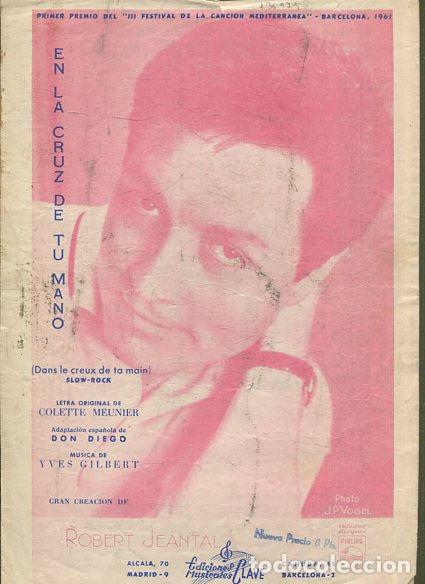 PRIMER PREMIO DEL "III FESTIVAL DE LA CANCION MEDITERRANEA" - BARCELONA, 1961
EN LA CRUZ DE TU MANO
(Dans le creux de ta main)
SLOW-ROCK
LETRA ORIGINAL DE
COLETTE MEUNIER
Adaptación española de
DON DIEGO
MUSICA DE
YVES GILBERT
GRAN CREACION DE
ROBERT JEANTAL
Photo
J.P. VOGEL
PHILIPS
Nuevo Precio 8 Pts.
ALCALA, 70
MADRID-9
Ediciones
Musicales
CLAVE
BARCELONA-2
todocoleccion